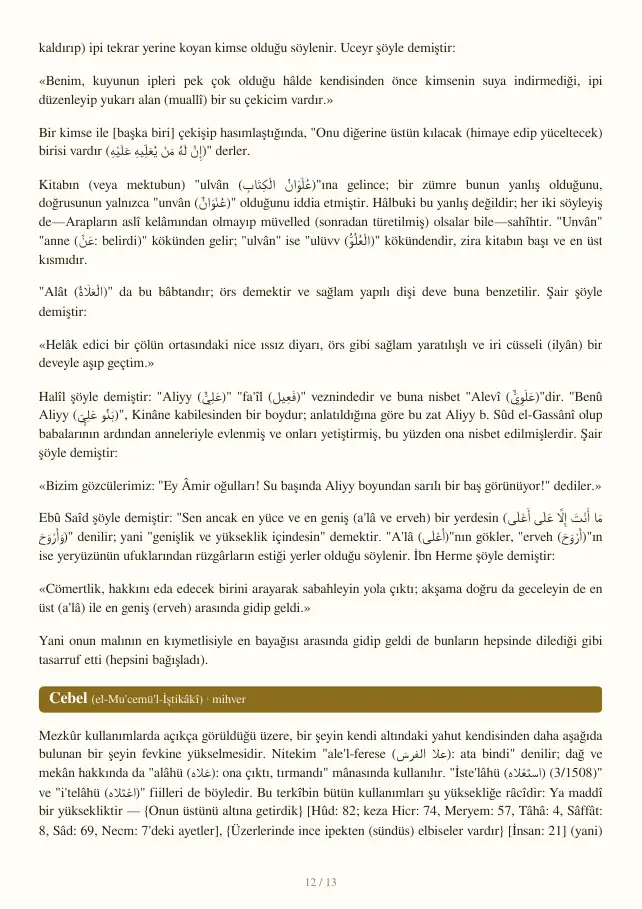 kaldırıp) ipi tekrar yerine koyan kimse olduğu söylenir. Uceyr şöyle demiştir:
«Benim, kuyunun ipleri pek çok olduğu hâlde kendisinden önce kimsenin suya indirmediği, ipi
düzenleyip yukarı alan (muallî) bir su çekicim vardır.»
Bir kimse ile [başka biri] çekişip hasımlaştığında, "Onu diğerine üstün kılacak (himaye edip yüceltecek)
birisi vardır (إِنَّ لَهُ مَنْ يُعَلِّيهِ عَلَيْهِ)" derler.
Kitabın (veya mektubun) "ulvân (عُلْوَانُ الْكِتَابِ)"ına gelince; bir zümre bunun yanlış olduğunu,
doğrusunun yalnızca "unvân (عُنْوَانٌ)" olduğunu iddia etmiştir. Hâlbuki bu yanlış değildir; her iki söyleyiş
de—Arapların aslî kelâmından olmayıp müvelled (sonradan türetilmiş) olsalar bile—sahîhtir. "Unvân"
"anne (عَنَّ: belirdi)" kökünden gelir; "ulvân" ise "ulüvv (الْعُلُوُّ)" kökündendir, zira kitabın başı ve en üst
kısmıdır.
"Alât (الْعَلَاةُ)" da bu bâbtandır; örs demektir ve sağlam yapılı dişi deve buna benzetilir. Şair şöyle
demiştir:
«Helâk edici bir çölün ortasındaki nice ıssız diyarı, örs gibi sağlam yaratılışlı ve iri cüsseli (ilyân) bir
deveyle aşıp geçtim.»
Halîl şöyle demiştir: "Aliyy (عَلِيٌّ)" "fa'îl (فَعِيل)" veznindedir ve buna nisbet "Alevî (عَلَوِيٌّ)"dir. "Benû
Aliyy (بَنُو عَلِيّ)", Kinâne kabilesinden bir boydur; anlatıldığına göre bu zat Aliyy b. Sûd el-Gassânî olup
babalarının ardından anneleriyle evlenmiş ve onları yetiştirmiş, bu yüzden ona nisbet edilmişlerdir. Şair
şöyle demiştir:
«Bizim gözcülerimiz: "Ey Âmir oğulları! Su başında Aliyy boyundan sarılı bir baş görünüyor!" dediler.»
Ebû Saîd şöyle demiştir: "Sen ancak en yüce ve en geniş (a'lâ ve erveh) bir yerdesin (مَا أَنْتَ إِلَّا عَلَى أَعْلَى
وَأَرْوَحَ)" denilir; yani "genişlik ve yükseklik içindesin" demektir. "A'lâ (أَعْلَى)"nın gökler, "erveh (أَرْوَحَ)"ın
ise yeryüzünün ufuklarından rüzgârların estiği yerler olduğu söylenir. İbn Herme şöyle demiştir:
«Cömertlik, hakkını eda edecek birini arayarak sabahleyin yola çıktı; akşama doğru da geceleyin de en
üst (a'lâ) ile en geniş (erveh) arasında gidip geldi.»
Yani onun malının en kıymetlisiyle en bayağısı arasında gidip geldi de bunların hepsinde dilediği gibi
tasarruf etti (hepsini bağışladı).
Cebel (el-Mu'cemü'l-İştikâkî) · mihver
Mezkûr kullanımlarda açıkça görüldüğü üzere, bir şeyin kendi altındaki yahut kendisinden daha aşağıda
bulunan bir şeyin fevkine yükselmesidir. Nitekim "ale'l-ferese (علا الفرسَ): ata bindi" denilir; dağ ve
mekân hakkında da "alâhü (عَلاه): ona çıktı, tırmandı" mânasında kullanılır. "İste'lâhü (استَعْلاه) (3/1508)"
ve "i'telâhü (اعْتَلاه)" fiilleri de böyledir. Bu terkîbin bütün kullanımları şu yüksekliğe râcîdir: Ya maddî
bir yüksekliktir — {Onun üstünü altına getirdik} [Hûd: 82; keza Hicr: 74, Meryem: 57, Tâhâ: 4, Sâffât:
8, Sâd: 69, Necm: 7'deki ayetler], {Üzerlerinde ince ipekten (sündüs) elbiseler vardır} [İnsan: 21] (yani)
12 / 13